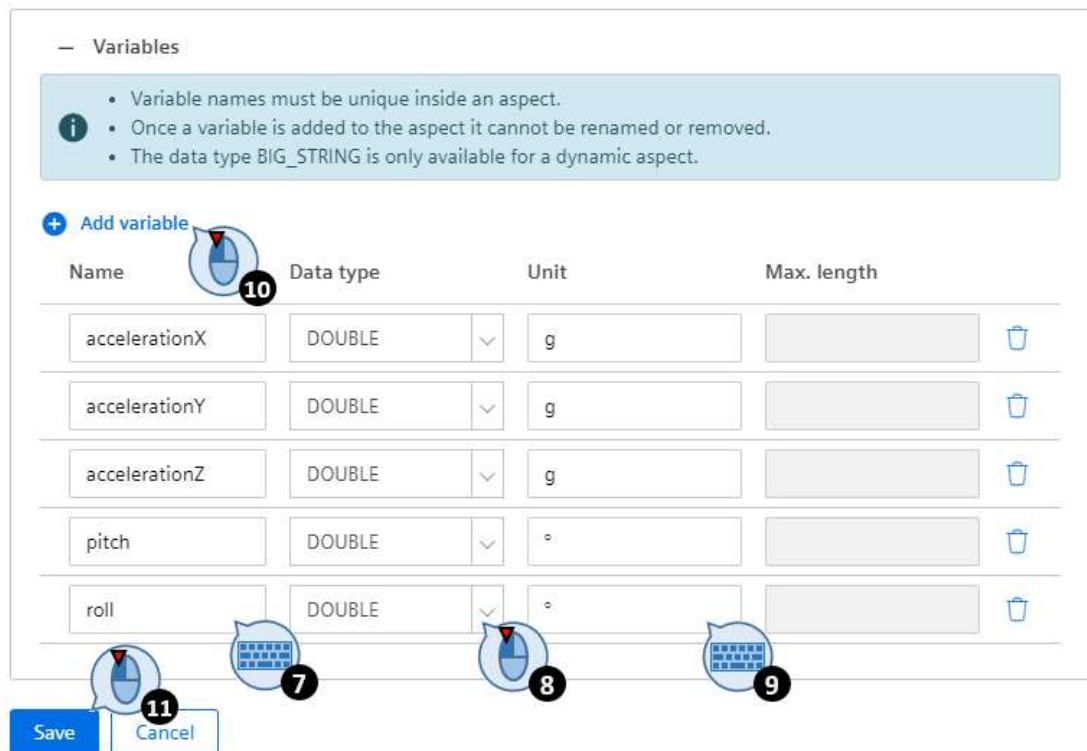 — Variables
• Variable names must be unique inside an aspect.
• Once a variable is added to the aspect it cannot be renamed or removed.
• The data type BIG_STRING is only available for a dynamic aspect.
Add variable
10
Name Data type Unit Max. length
accelerationX DOUBLE g
accelerationY DOUBLE g
accelerationZ DOUBLE g
pitch DOUBLE °
roll DOUBLE °
7 8 9
11
Save Cancel